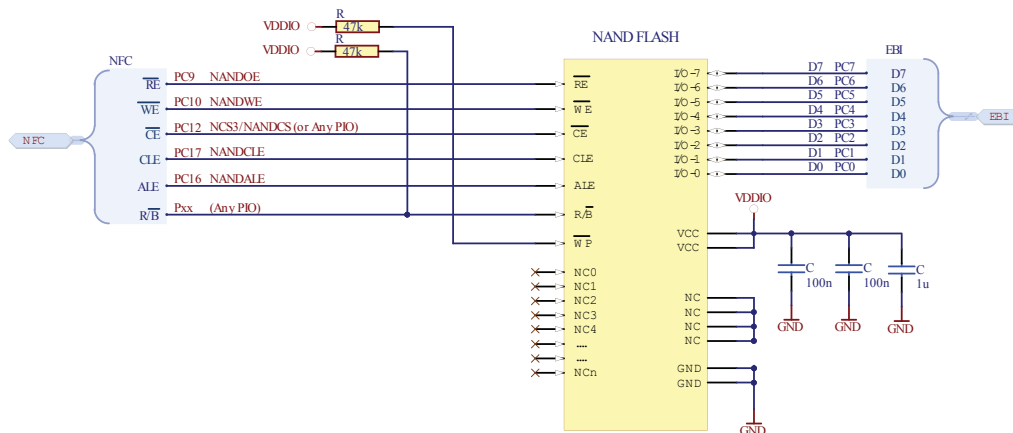 R
VDDIO 47k
R
VDDIO 47k
NAND FLASH
NFC
EBI
RE PC9 NANDOE RE
WE PC10 NANDWE WE
CE PC12 NCS3/NANDCS (or Any PIO) CE
CLE PC17 NANDCLE CLE
ALE PC16 NANDALE ALE
R/B Pxx (Any PIO) R/B
WP
NFC
NC0
NC1
NC2
NC3
NC4
....
....
NCn
I/O-7 D7 PC7 D7
I/O-6 D6 PC6 D6
I/O-5 D5 PC5 D5
I/O-4 D4 PC4 D4
I/O-3 D3 PC3 D3
I/O-2 D2 PC2 D2
I/O-1 D1 PC1 D1
I/O-0 D0 PC0 D0
EBI
VDDIO
VCC
VCC
C 100n
C 100n
C 1u
GND GND GND
NC
NC
NC
NC
GND
GND
GND